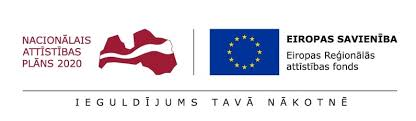 NACIONĀLAIS
ATTĪSTĪBAS
PLĀNS 2020
EIROPAS SAVIENĪBA
Eiropas Reģionālās
attīstības fonds
IEGULDĪJUMS TAVĀ NĀKOTNĒ